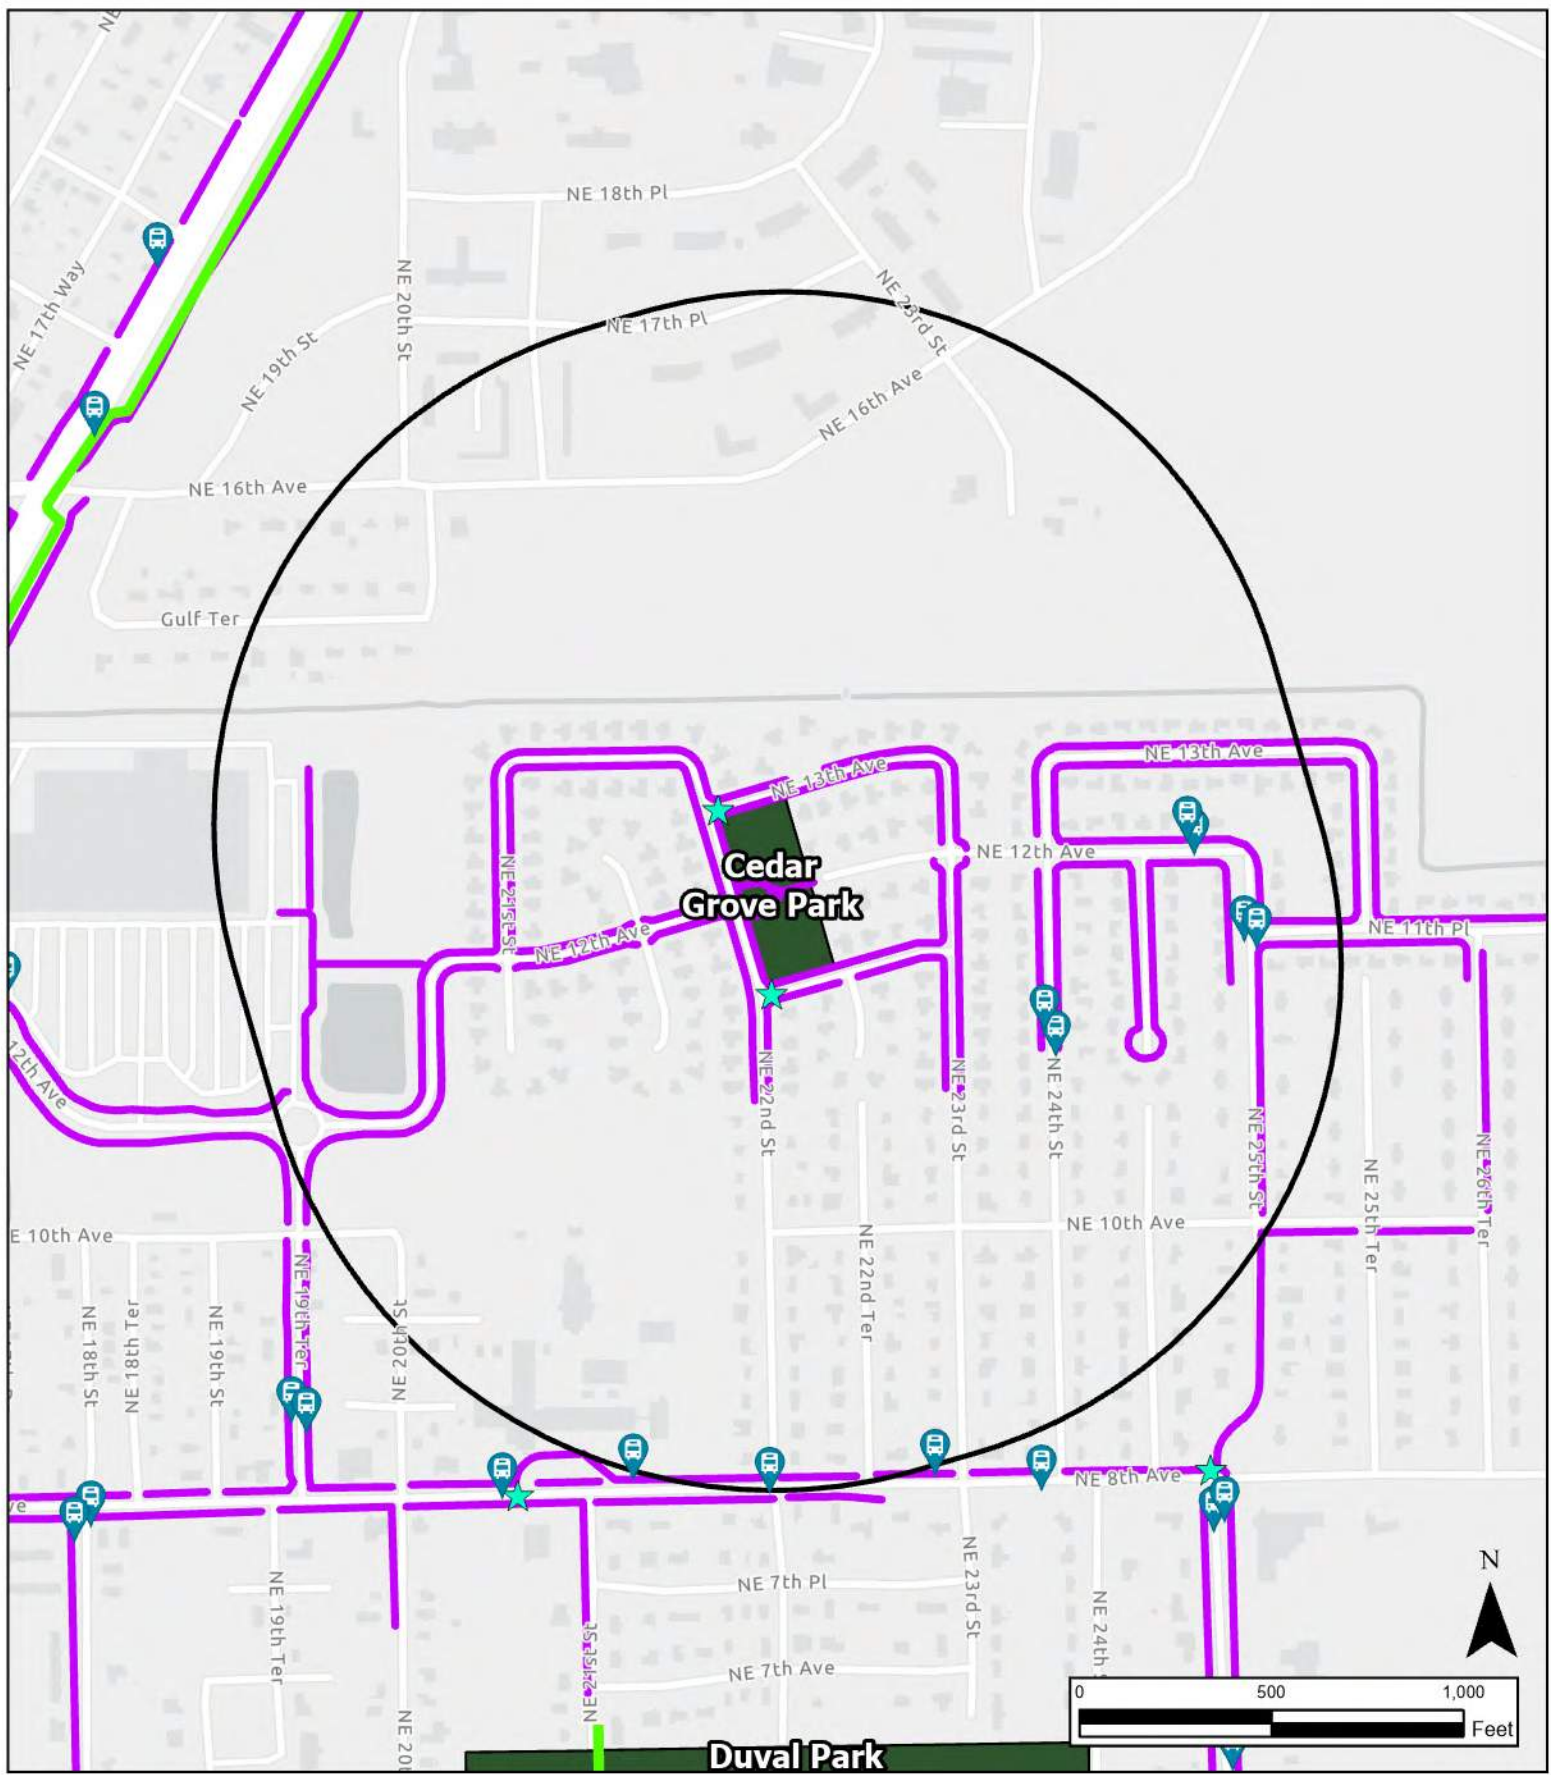 NE
NE 18th Pl
NE 17th Way
NE 20th St
NE 23rd St
NE 17th Pl
NE 19th St
NE 16th Ave
NE 16th Ave
Gulf Ter
NE 13th Ave
NE 13th Ave
NE 12th Ave
Cedar
Grove Park
NE 21st St
NE 12th Ave
NE 11th Pl
12th Ave
NE 22nd St
NE 23rd St
NE 24th St
NE 25th St
NE 25th Ter
NE 26th Ter
E 10th Ave
NE 10th Ave
NE 22nd Ter
NE 18th St
NE 18th Ter
NE 19th St
NE 19th Ter
NE 20th St
NE 8th Ave
ve
NE 19th Ter
NE 21st St
NE 7th Pl
NE 23rd St
NE 24th S
NE 7th Ave
NE 20t
N
0 500 1,000
Feet
Duval Park